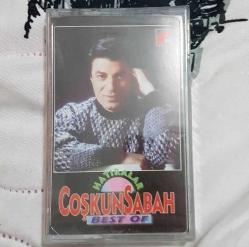 HATIRALAR
COŞKUN SABAH
BEST OF